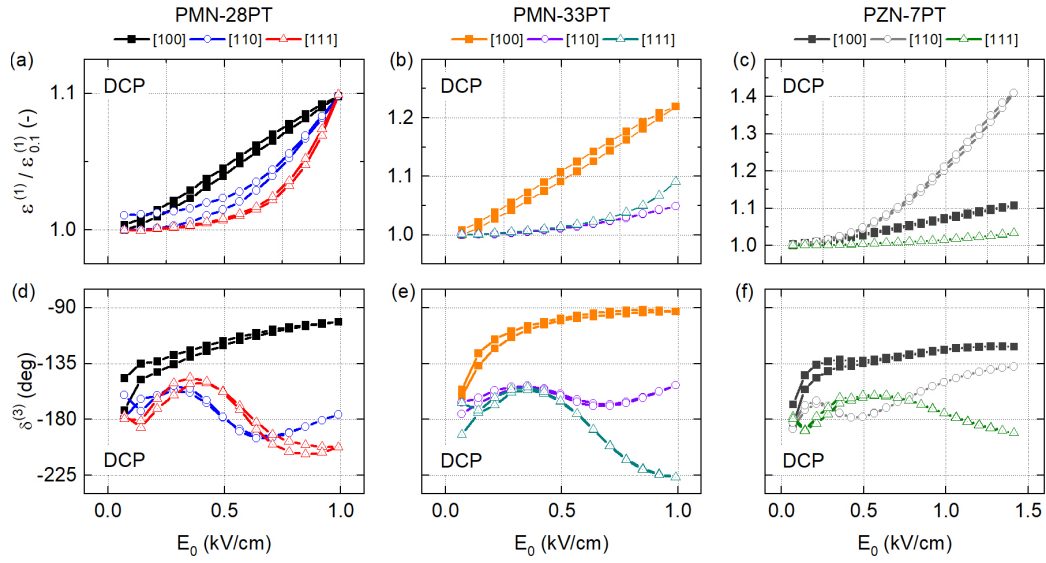 PMN-28PT PMN-33PT PZN-7PT
[100] [110] [111] [100] [110] [111] [100] [110] [111]
(a) (b) (c)
DCP DCP DCP
1.1 1.2 1.4
1.3
1.1 1.2
1.1
1.0 1.0 1.0
ε(1) / ε0.1(1) (-)
(d) (e) (f)
-90
-135
-180
-225
δ(3) (deg)
DCP DCP DCP
0.0 0.5 1.0 0.0 0.5 1.0 0.0 0.5 1.0 1.5
E0 (kV/cm) E0 (kV/cm) E0 (kV/cm)